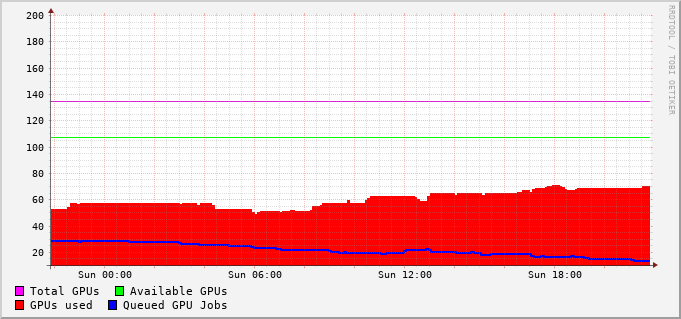 200
180
160
140
120
100
80
60
40
20
Sun 00:00 Sun 06:00 Sun 12:00 Sun 18:00
Total GPUs Available GPUs
GPUs used Queued GPU Jobs
RRDTOOL / TOBI OETIKER